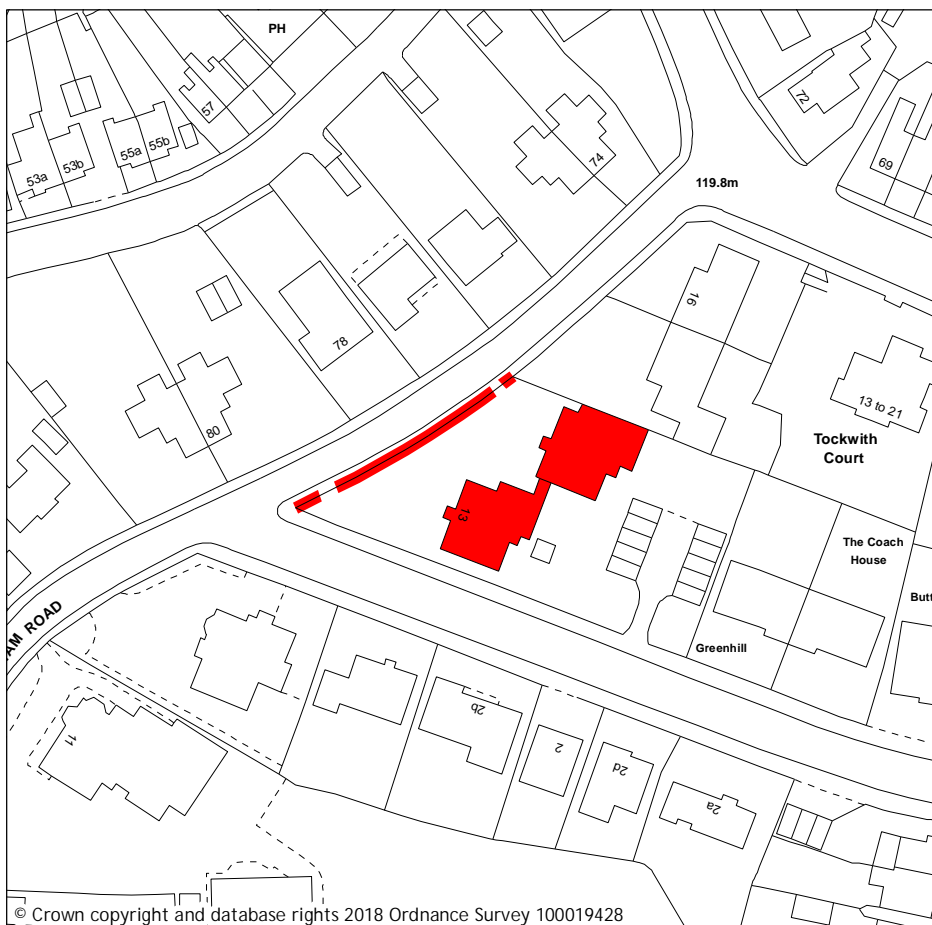 PH
57
53a
53b
55a
55b
72
69
74
119.8m
16
78
80
13 to 21
Tockwith
Court
13
The Coach
House
Butt
AM ROAD
Greenhill
11
2b
2
2d
2a
© Crown copyright and database rights 2018 Ordnance Survey 100019428